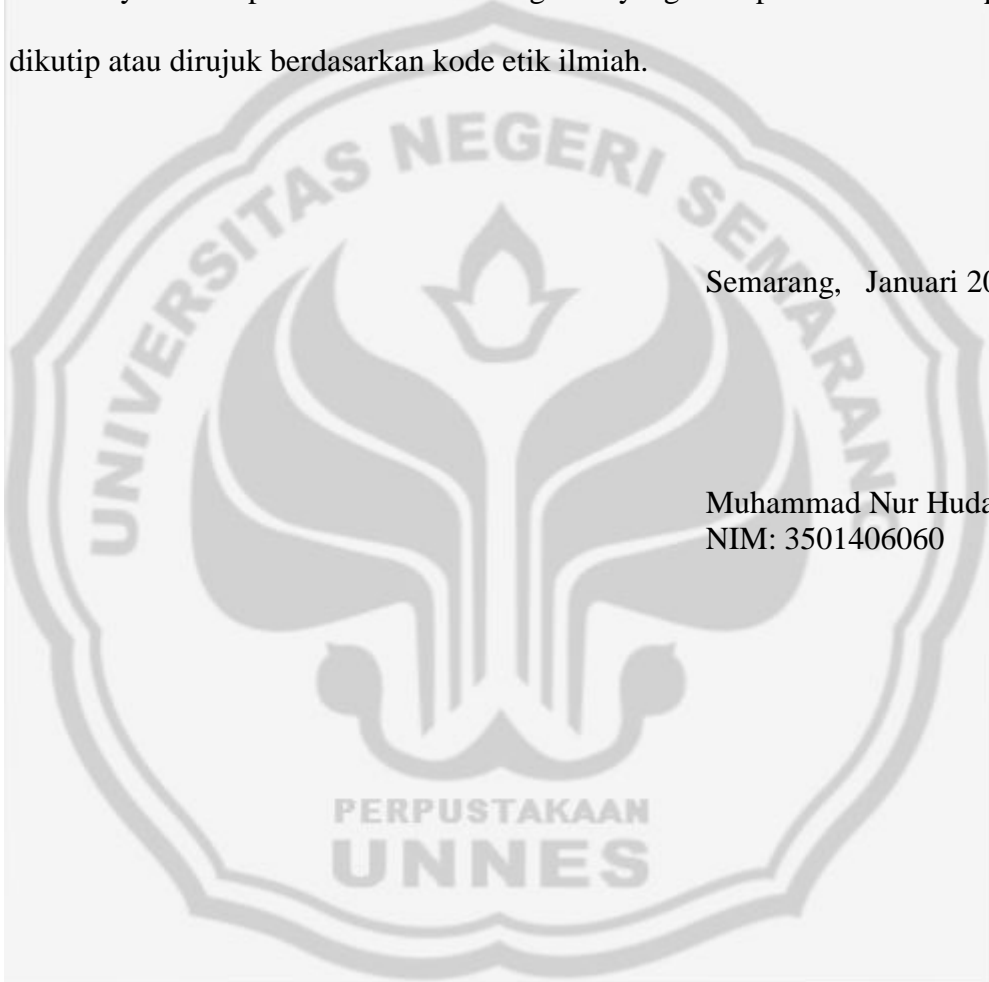 dikutip atau dirujuk berdasarkan kode etik ilmiah.
UNIVERSITAS NEGERI SEMARANG
Semarang, Januari 20
Muhammad Nur Huda
NIM: 3501406060
PERPUSTAKAAN
UNNES